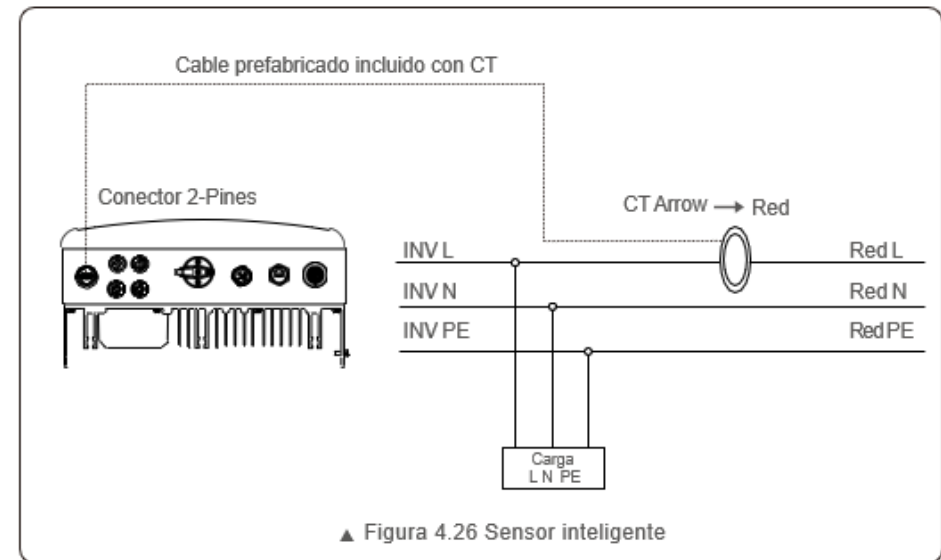 Cable prefabricado incluido con CT
Conector 2-Pines
CT Arrow → Red
INV L
Red L
INV N
Red N
INV PE
Red PE
Carga
L N PE
▲ Figura 4.26 Sensor inteligente